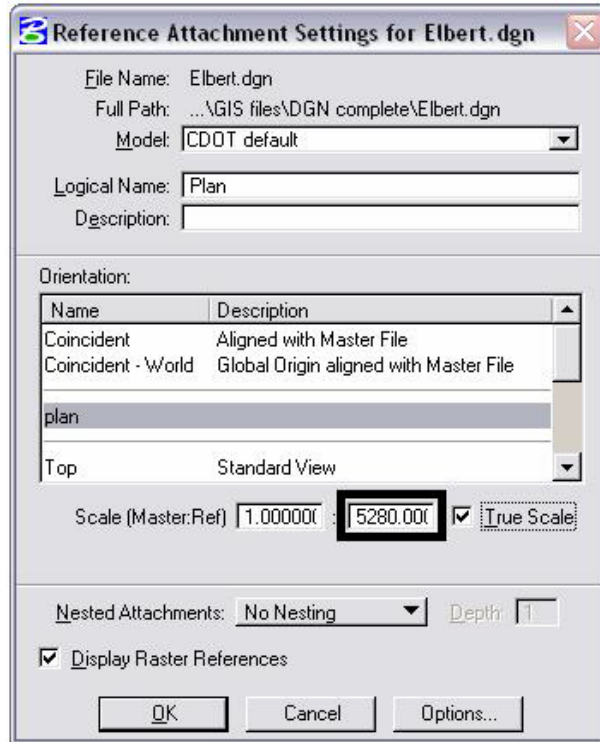 Reference Attachment Settings for Elbert.dgn
File Name: Elbert.dgn
Full Path: ...\GIS files\DGN complete\Elbert.dgn
Model: CDOT default
Logical Name: Plan
Description:
Orientation:
Name Description
Coincident Aligned with Master File
Coincident - World Global Origin aligned with Master File
plan
Top Standard View
Scale (Master:Ref) 1.000000 : 5280.000 True Scale
Nested Attachments: No Nesting Depth: 1
Display Raster References
OK Cancel Options...